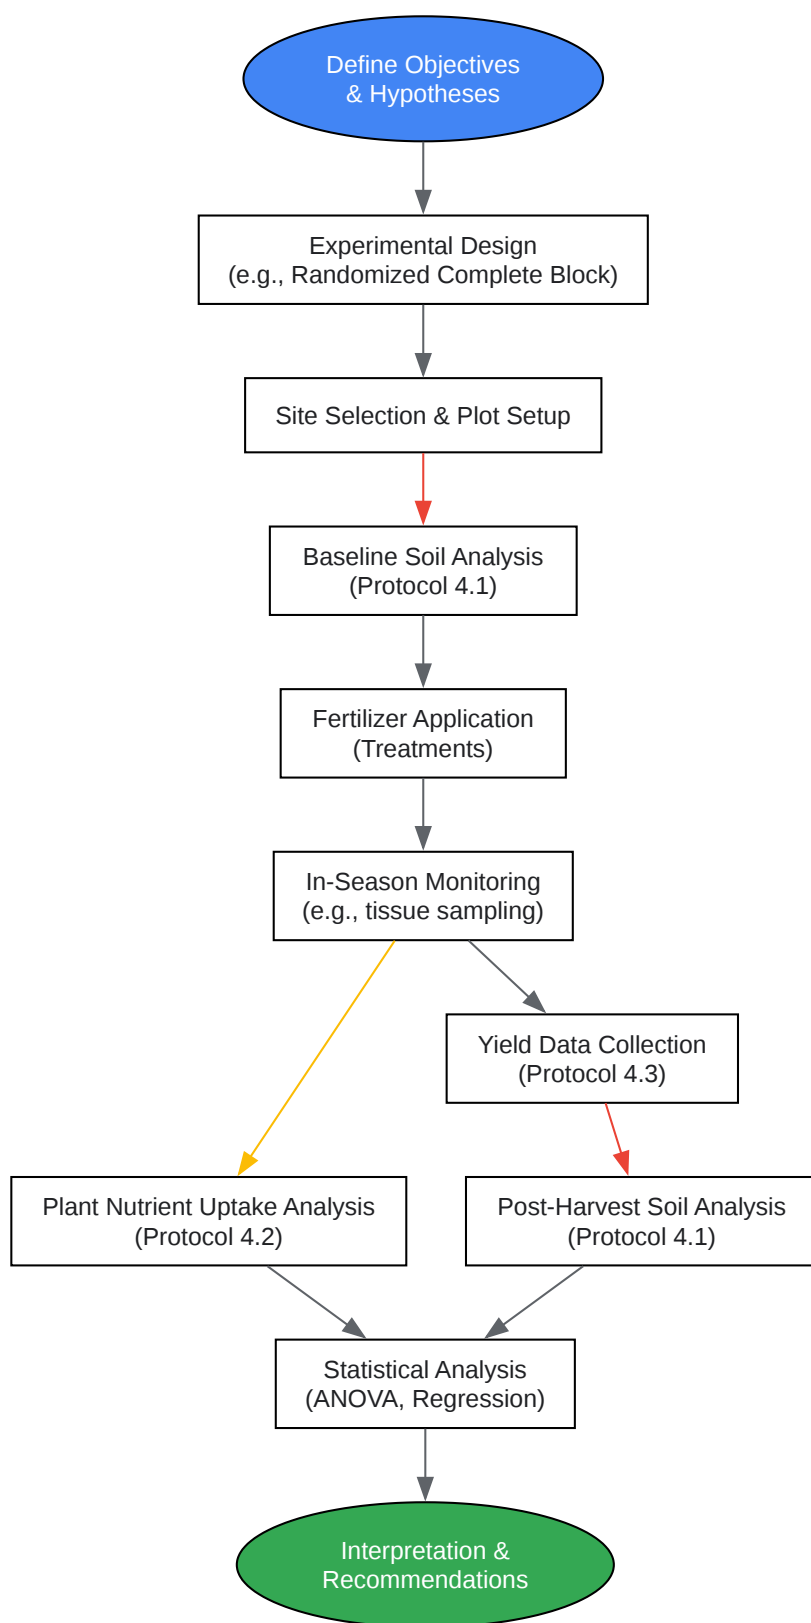 Define Objectives
& Hypotheses
Experimental Design
(e.g., Randomized Complete Block)
Site Selection & Plot Setup
Baseline Soil Analysis
(Protocol 4.1)
Fertilizer Application
(Treatments)
In-Season Monitoring
(e.g., tissue sampling)
Yield Data Collection
(Protocol 4.3)
Plant Nutrient Uptake Analysis
(Protocol 4.2)
Post-Harvest Soil Analysis
(Protocol 4.1)
Statistical Analysis
(ANOVA, Regression)
Interpretation &
Recommendations